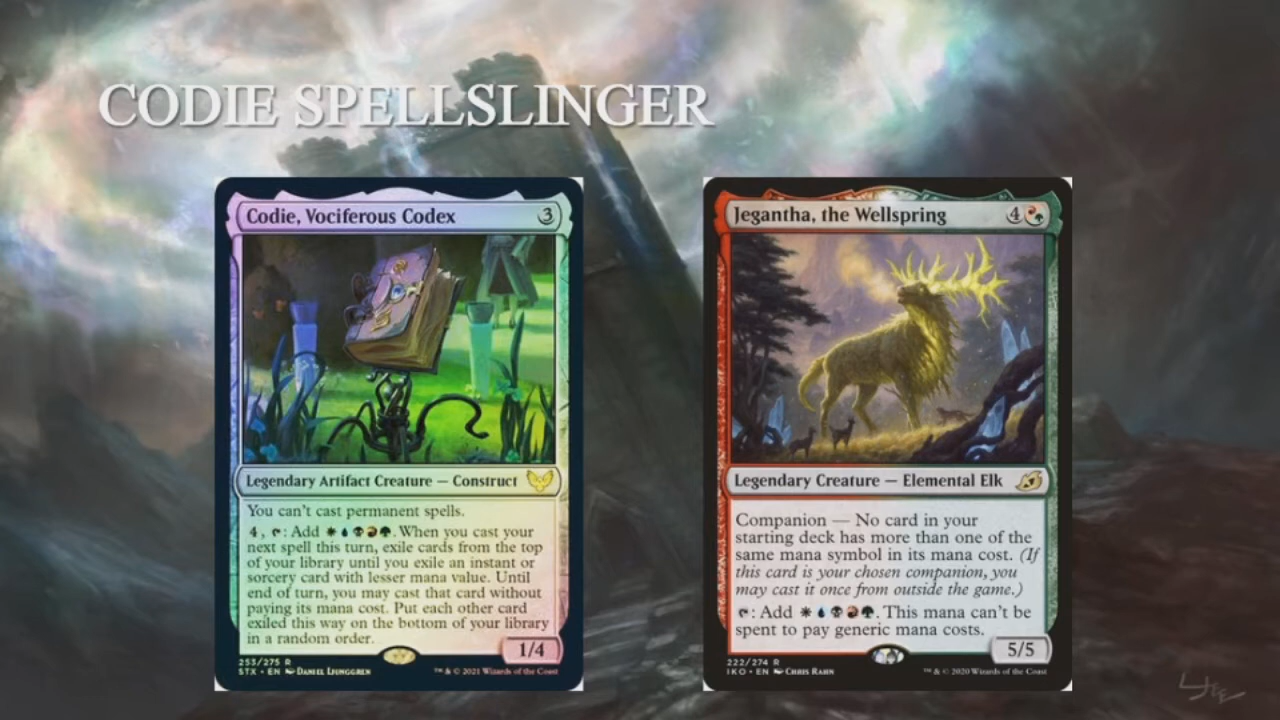 CODIE SPELLSLINGER
Codie, Vociferous Codex 3
Legendary Artifact Creature — Construct
You can't cast permanent spells.
4, : Add . When you cast your
next spell this turn, exile cards from the top
of your library until you exile an instant or
sorcery card with lesser mana value. Until
end of turn, you may cast that card without
paying its mana cost. Put each other card
exiled this way on the bottom of your library
in a random order.
1/4
253/275 R
STX • EN Daniel Ljunggren
™ & © 2021 Wizards of the Coast
Jegantha, the Wellspring 4
Legendary Creature — Elemental Elk
Companion — No card in your
starting deck has more than one of the
same mana symbol in its mana cost. (If
this card is your chosen companion, you
may cast it once from outside the game.)
: Add . This mana can't be
spent to pay generic mana costs.
5/5
222/274 R
IKO • EN Chris Rahn
™ & © 2020 Wizards of the Coast